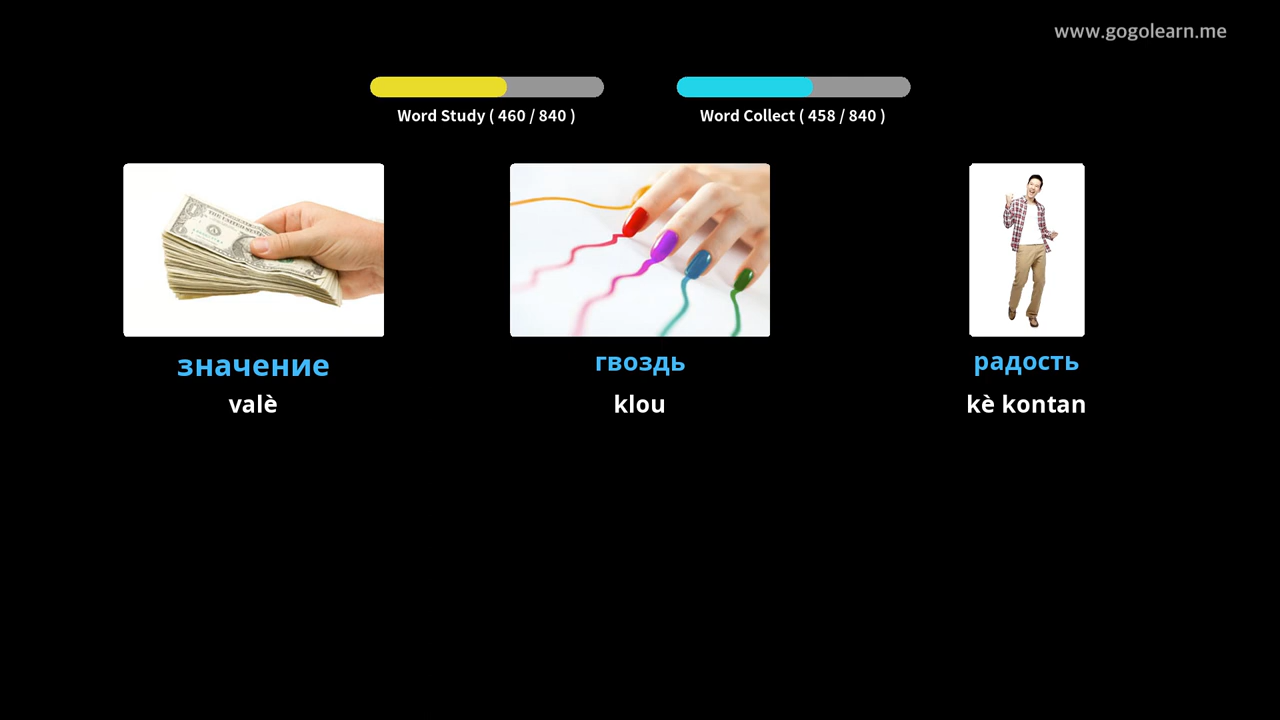 www.gogolearn.me
Word Study ( 460 / 840 )
Word Collect ( 458 / 840 )
значение
гвоздь
радость
valè
klou
kè kontan